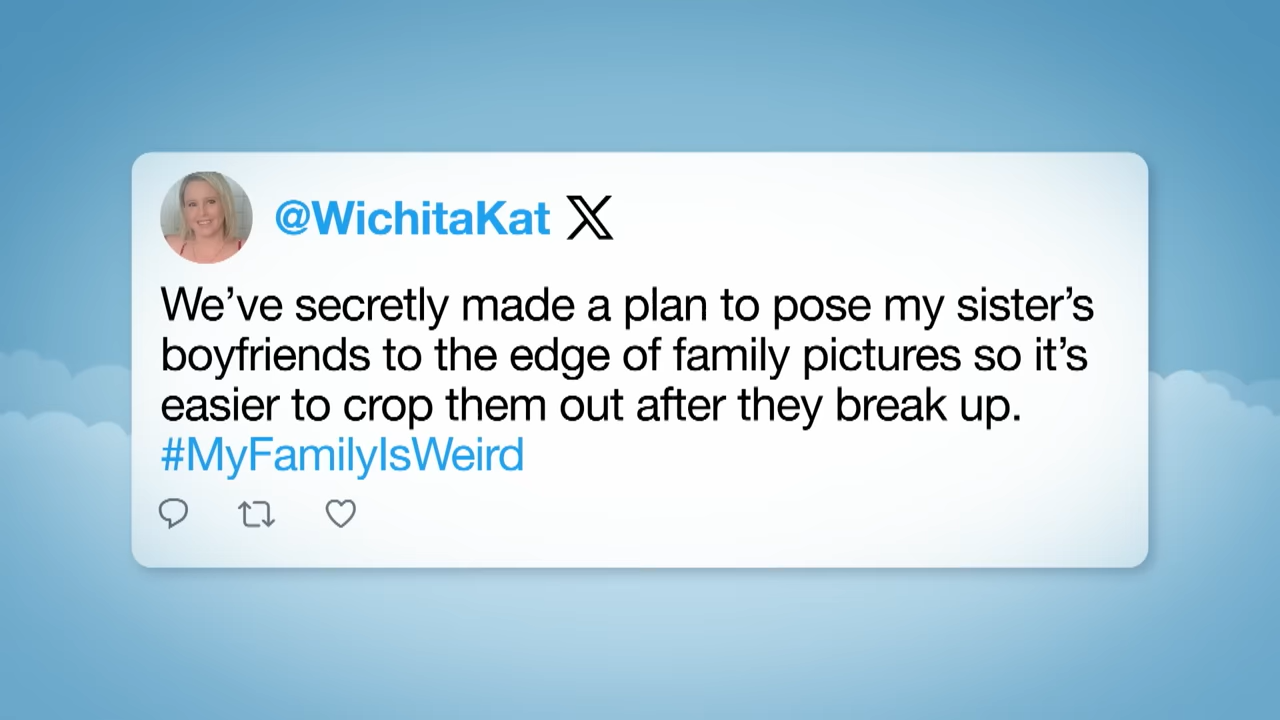 @WichitaKat X
We’ve secretly made a plan to pose my sister’s
boyfriends to the edge of family pictures so it’s
easier to crop them out after they break up.
#MyFamilyIsWeird